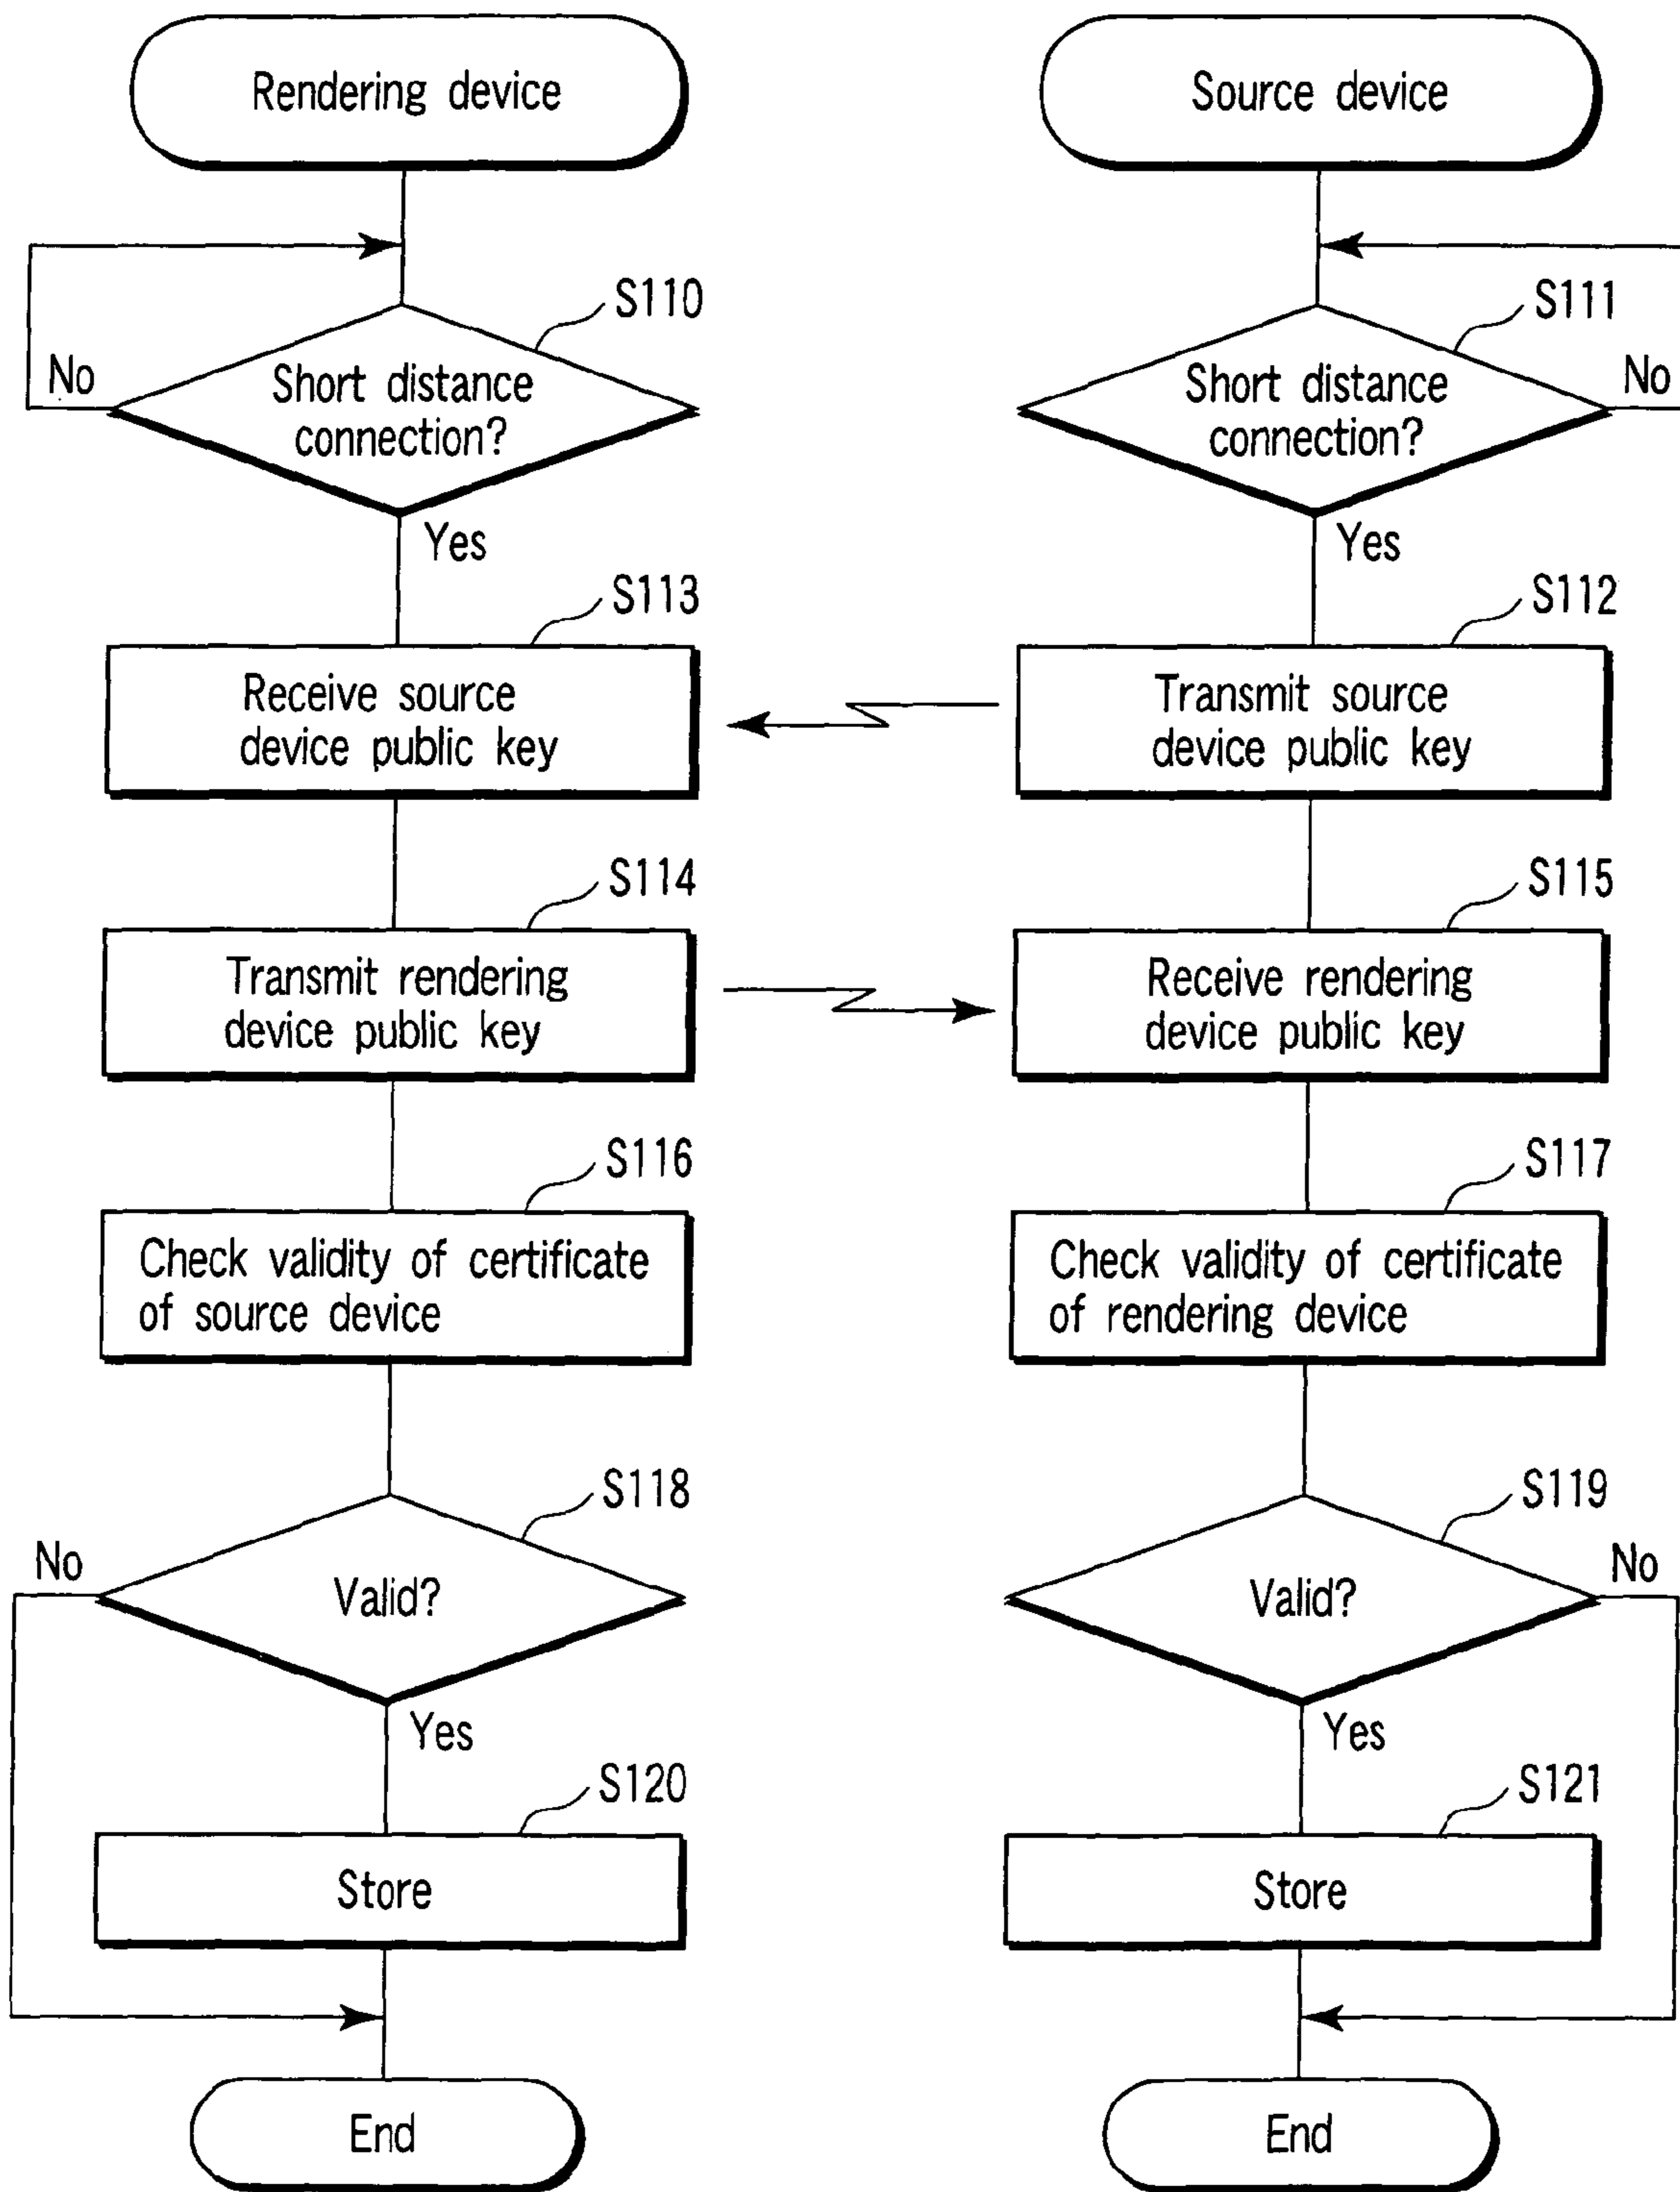 Rendering device
Source device
S110
S111
No
Short distance
connection?
Short distance
connection?
No
Yes
Yes
S113
S112
Receive source
device public key
Transmit source
device public key
S114
S115
Transmit rendering
device public key
Receive rendering
device public key
S116
S117
Check validity of certificate
of source device
Check validity of certificate
of rendering device
S118
S119
No
Valid?
Valid?
No
Yes
Yes
S120
S121
Store
Store
End
End